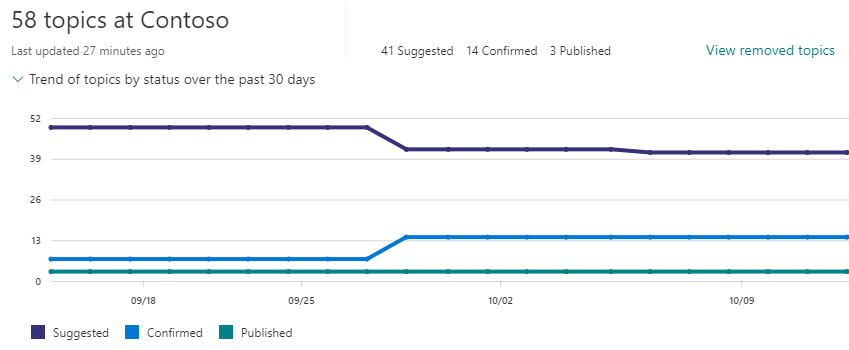 58 topics at Contoso
Last updated 27 minutes ago
41 Suggested 14 Confirmed 3 Published
View removed topics
Trend of topics by status over the past 30 days
52
39
26
13
0
09/18 09/25 10/02 10/09
Suggested Confirmed Published